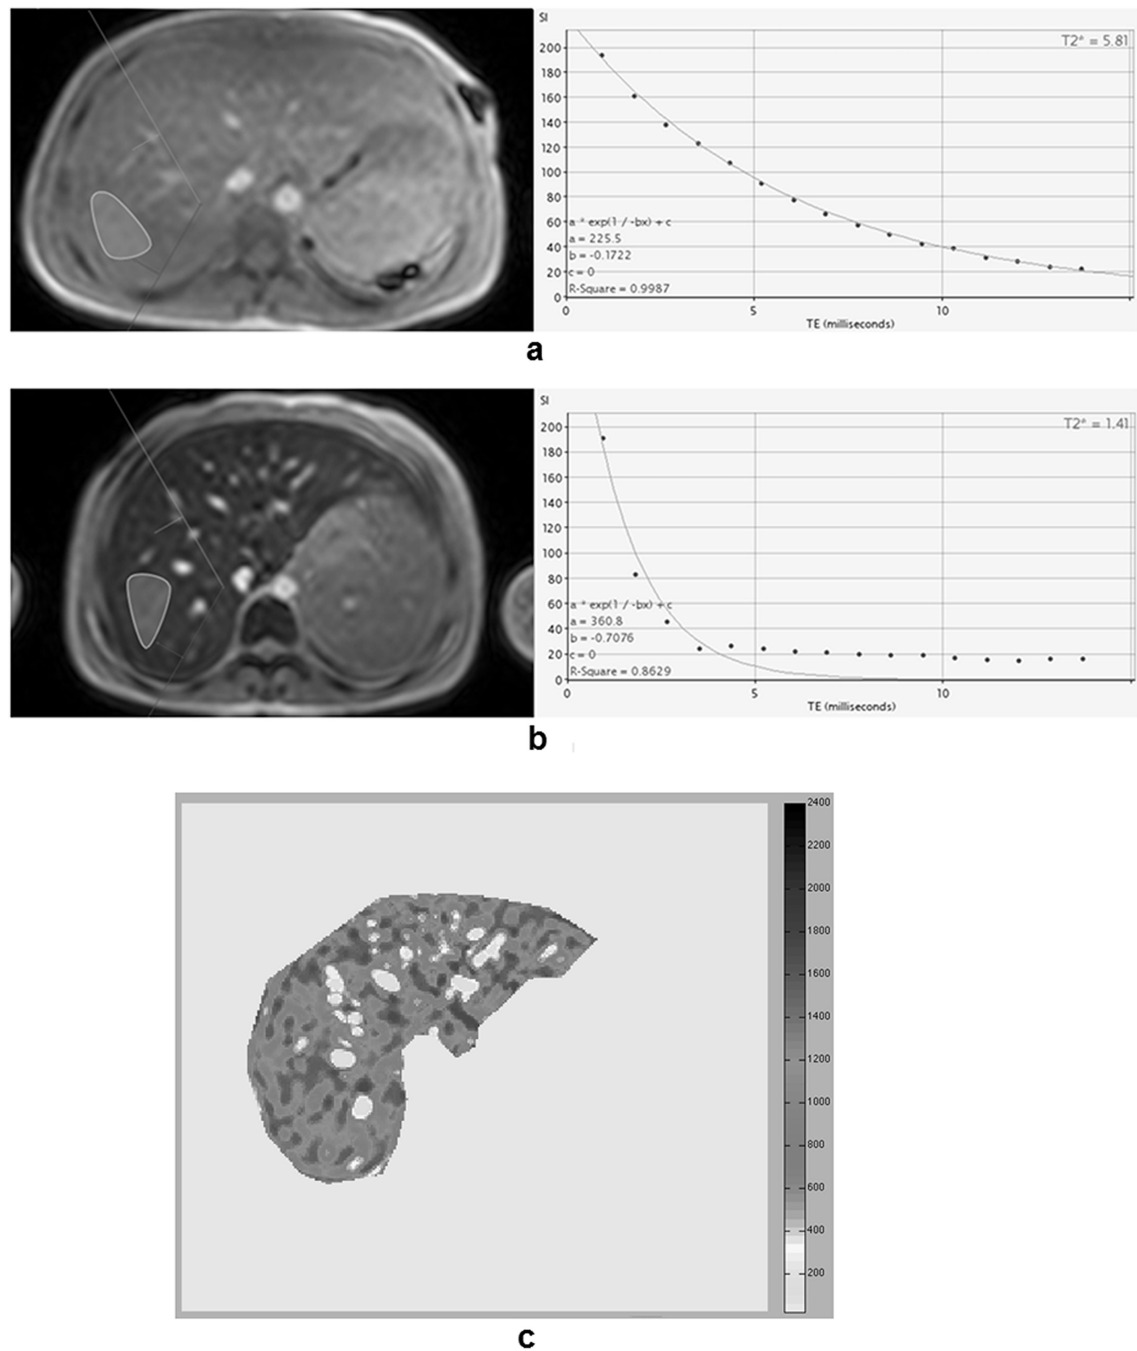 SI
T2* = 5.81
200
180
160
140
120
100
80
60
40
20
0
a * exp(1 / -bx) + c
a = 225.5
b = -0.1722
c = 0
R-Square = 0.9987
0 5 10
TE (milliseconds)
a
SI
T2* = 1.41
200
180
160
140
120
100
80
60
40
20
0
a * exp(1 / -bx) + c
a = 360.8
b = -0.7076
c = 0
R-Square = 0.8629
0 5 10
TE (milliseconds)
b
2400
2200
2000
1800
1600
1400
1200
1000
800
600
400
200
c